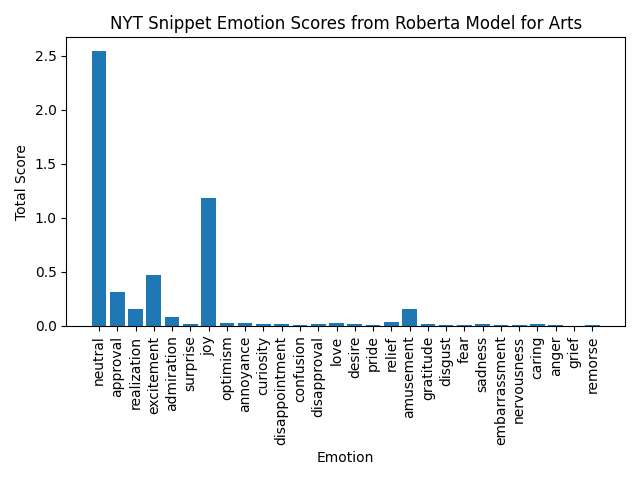 NYT Snippet Emotion Scores from Roberta Model for Arts
Total Score
2.5
2.0
1.5
1.0
0.5
0.0
neutral
approval
realization
excitement
admiration
surprise
joy
optimism
annoyance
curiosity
disappointment
confusion
disapproval
love
desire
pride
relief
amusement
gratitude
disgust
fear
sadness
embarrassment
nervousness
caring
anger
grief
remorse
Emotion